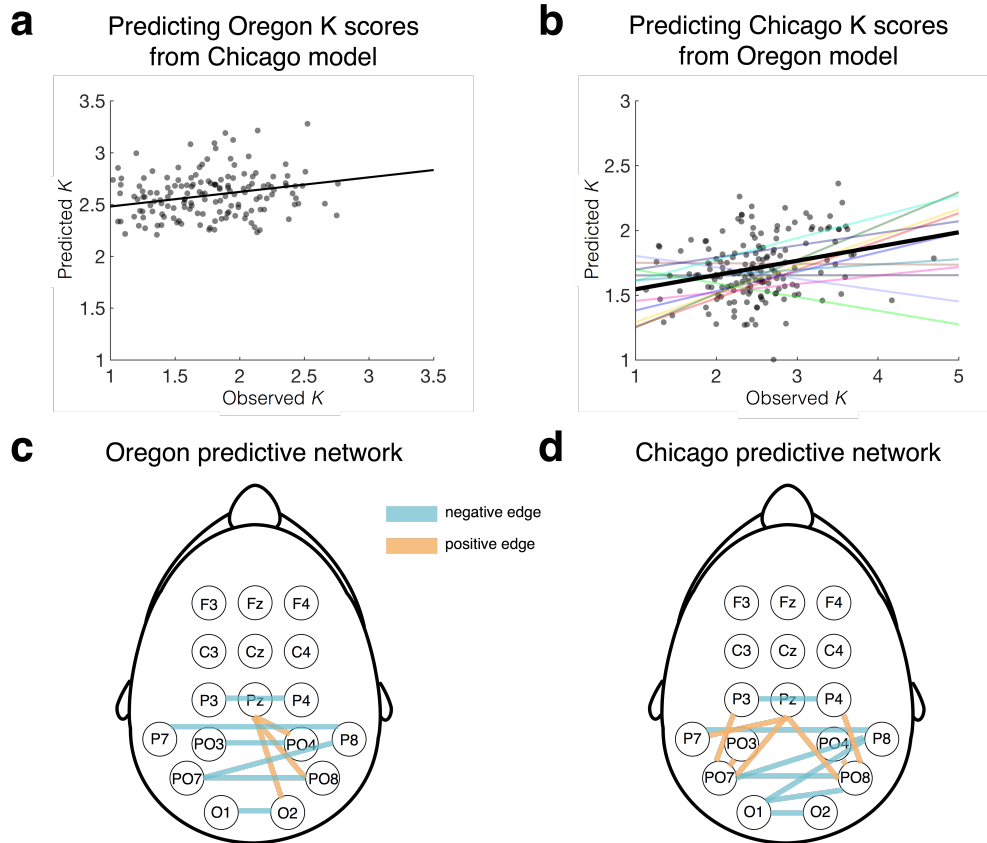 a
Predicting Oregon K scores
from Chicago model
3.5
3
2.5
2
1.5
1
Predicted K
1
1.5
2
2.5
3
3.5
Observed K
b
Predicting Chicago K scores
from Oregon model
3
2
1.5
1
Predicted K
1
2
3
4
5
Observed K
c
Oregon predictive network
negative edge
positive edge
F3 Fz F4
C3 Cz C4
P3 Pz P4
P7 PO3 PO4 P8
PO7 PO8
O1 O2
d
Chicago predictive network
F3 Fz F4
C3 Cz C4
P3 Pz P4
P7 PO3 PO4 P8
PO7 PO8
O1 O2